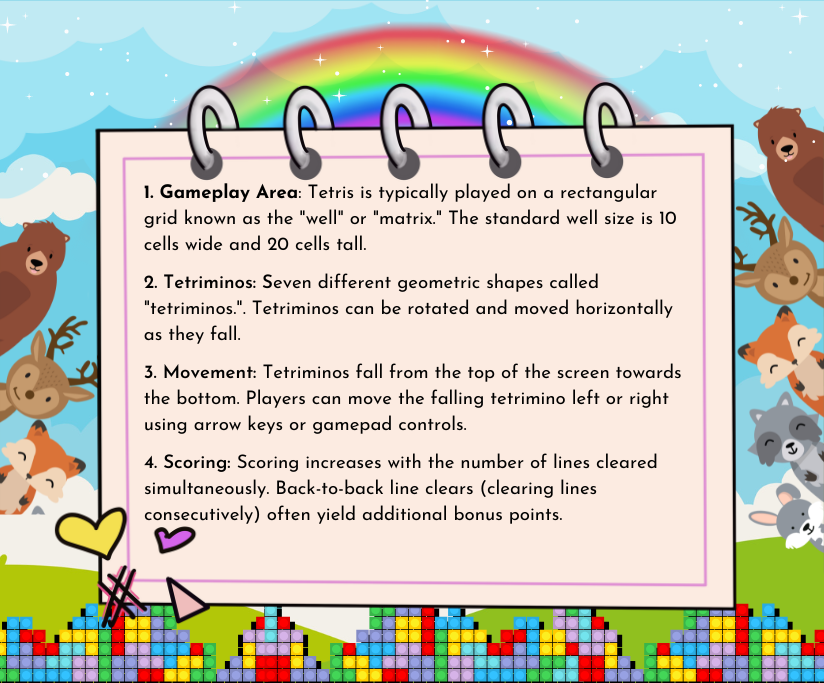 1. Gameplay Area: Tetris is typically played on a rectangular
grid known as the "well" or "matrix." The standard well size is 10
cells wide and 20 cells tall.
2. Tetriminos: Seven different geometric shapes called
"tetriminos.". Tetriminos can be rotated and moved horizontally
as they fall.
3. Movement: Tetriminos fall from the top of the screen towards
the bottom. Players can move the falling tetrimino left or right
using arrow keys or gamepad controls.
4. Scoring: Scoring increases with the number of lines cleared
simultaneously. Back-to-back line clears (clearing lines
consecutively) often yield additional bonus points.